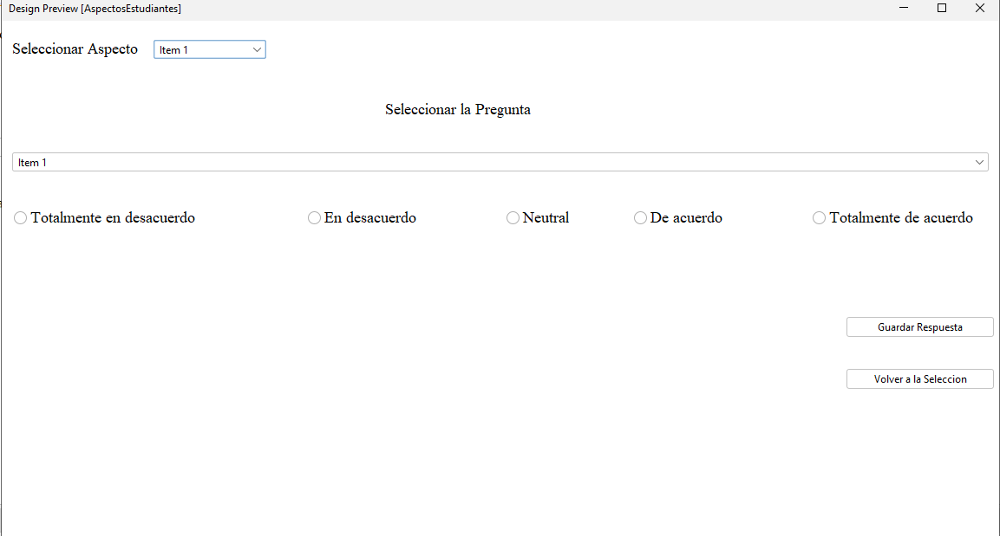 Design Preview [AspectosEstudiantes]
Seleccionar Aspecto Item 1
Seleccionar la Pregunta
Item 1
Totalmente en desacuerdo En desacuerdo Neutral De acuerdo Totalmente de acuerdo
Guardar Respuesta
Volver a la Seleccion